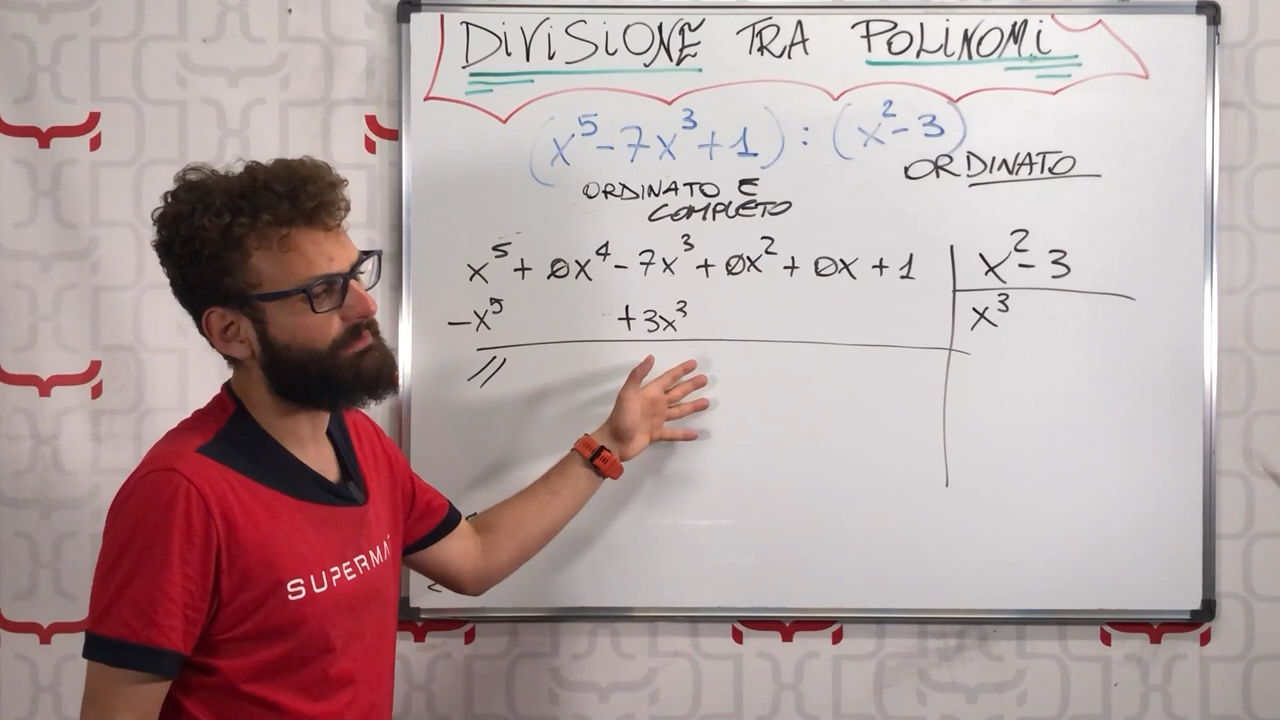 DIVISIONE TRA POLINOMI
(x⁵-7x³+1):(x²-3)
ORDINATO
ORDINATO E
COMPLETO
x⁵+0x⁴-7x³+0x²+0x+1
x²-3
-x⁵ +3x³
x³
//
SUPERMA